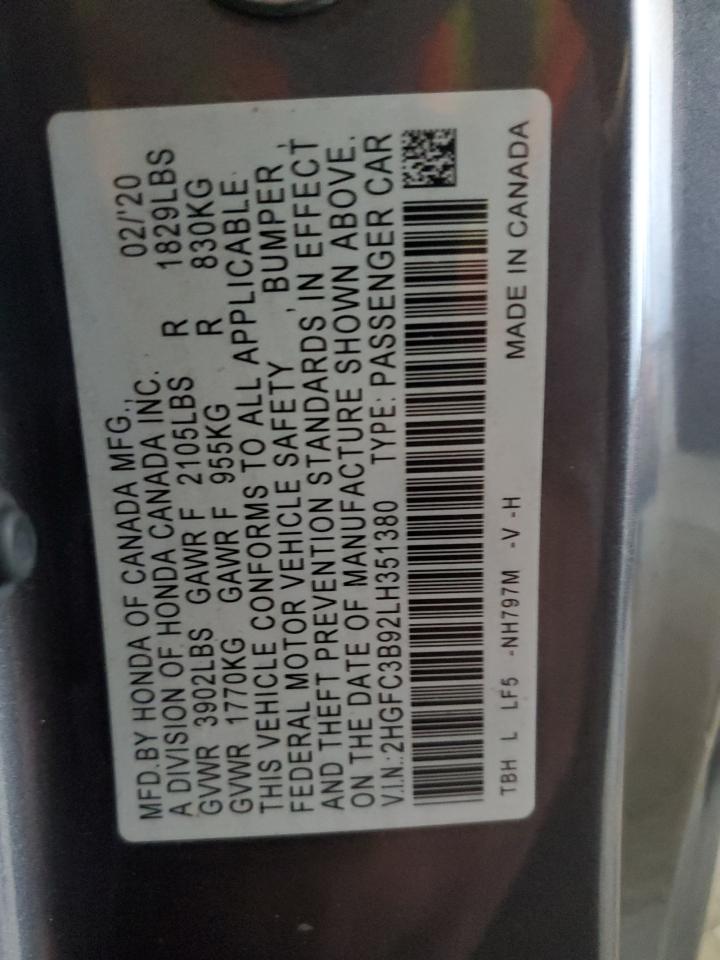 MFD.BY HONDA OF CANADA MFG., 02/'20
A DIVISION OF HONDA CANADA INC.
GVWR 3902LBS GAWR F 2105LBS R 1829LBS
GVWR 1770KG GAWR F 955KG R 830KG
THIS VEHICLE CONFORMS TO ALL APPLICABLE
FEDERAL MOTOR VEHICLE SAFETY , BUMPER ,
AND THEFT PREVENTION STANDARDS IN EFFECT
ON THE DATE OF MANUFACTURE SHOWN ABOVE.
V.I.N.:2HGFC3B92LH351380 TYPE: PASSENGER CAR
TBH L LF5 -NH797M -V -H MADE IN CANADA